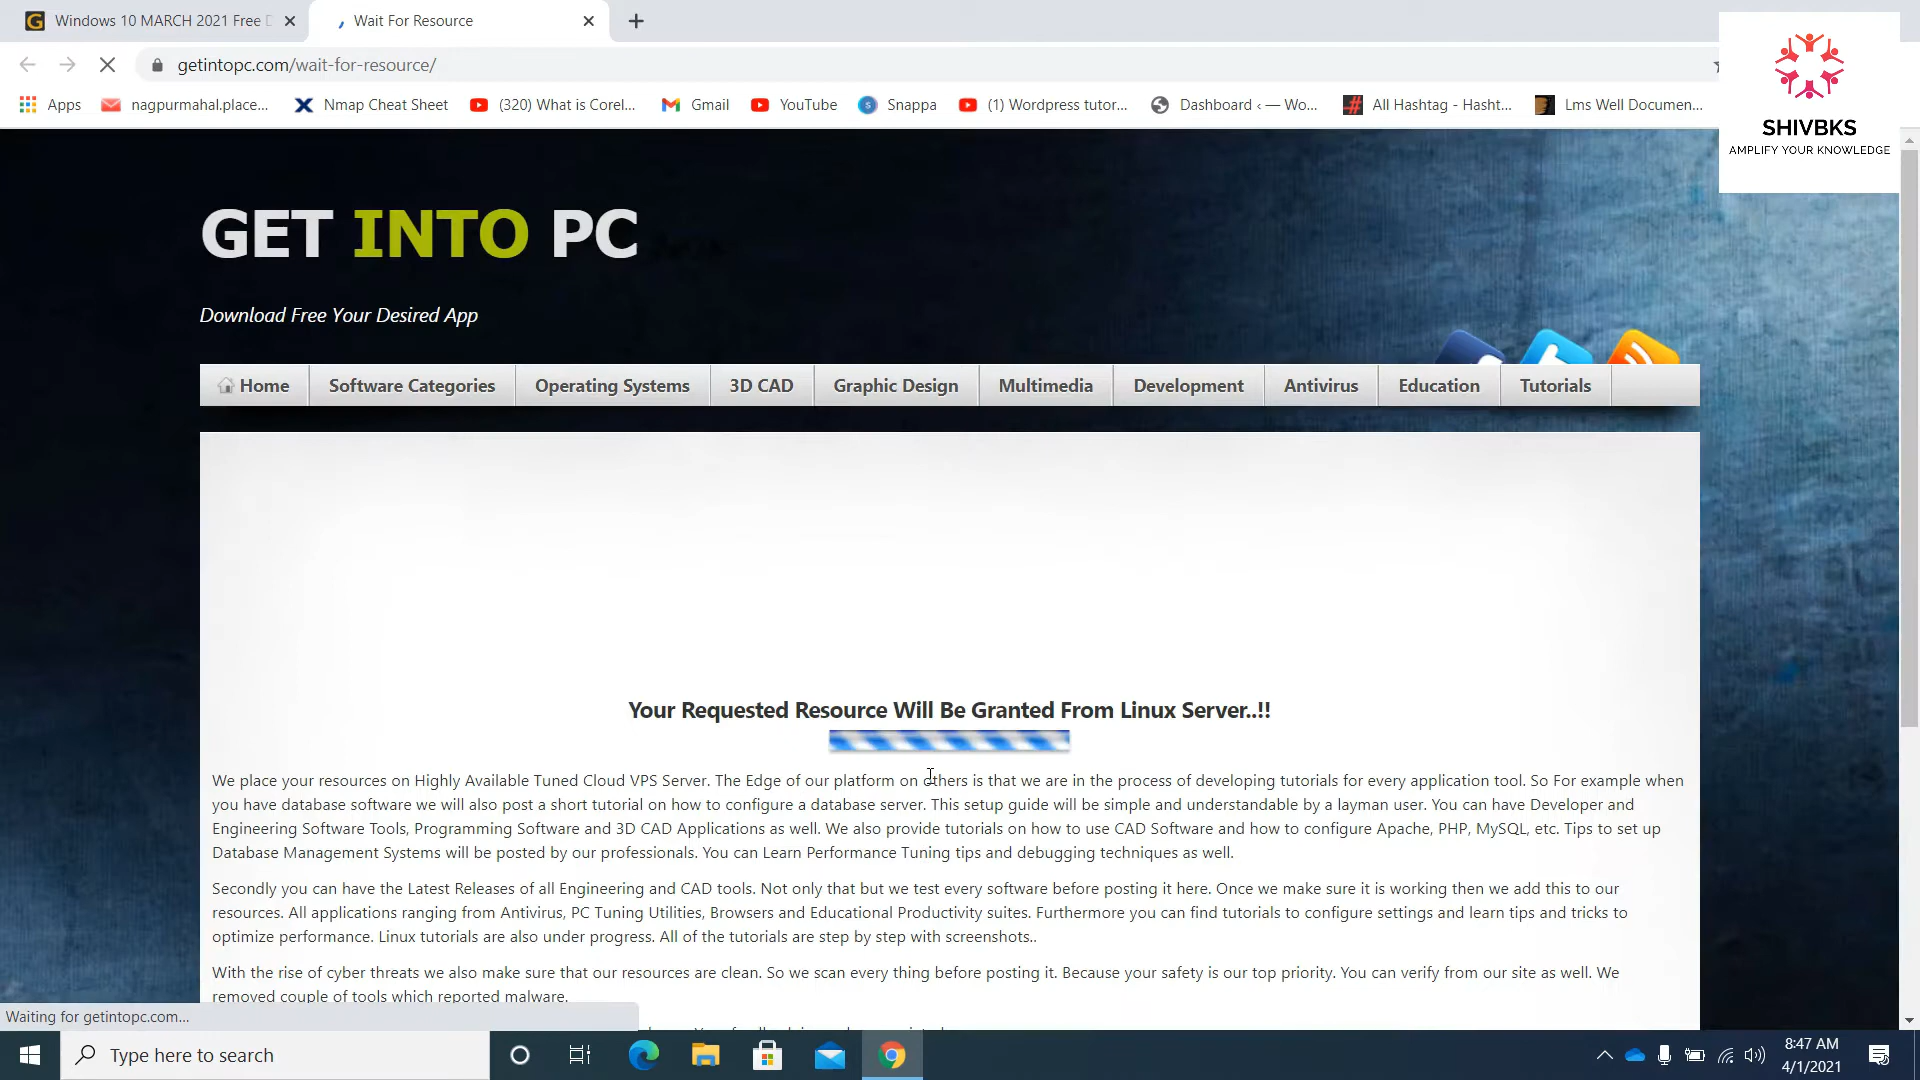 Windows 10 MARCH 2021 Free D
Wait For Resource
getintopc.com/wait-for-resource/
Apps
nagpurmahal.place...
Nmap Cheat Sheet
(320) What is Corel...
Gmail
YouTube
Snappa
(1) Wordpress tutor...
Dashboard ‹ — Wo...
All Hashtag - Hasht...
Lms Well Documen...
SHIVBKS
AMPLIFY YOUR KNOWLEDGE
GET INTO PC
Download Free Your Desired App
Home
Software Categories
Operating Systems
3D CAD
Graphic Design
Multimedia
Development
Antivirus
Education
Tutorials
Your Requested Resource Will Be Granted From Linux Server..!!
We place your resources on Highly Available Tuned Cloud VPS Server. The Edge of our platform on others is that we are in the process of developing tutorials for every application tool. So For example when
you have database software we will also post a short tutorial on how to configure a database server. This setup guide will be simple and understandable by a layman user. You can have Developer and
Engineering Software Tools, Programming Software and 3D CAD Applications as well. We also provide tutorials on how to use CAD Software and how to configure Apache, PHP, MySQL, etc. Tips to set up
Database Management Systems will be posted by our professionals. You can Learn Performance Tuning tips and debugging techniques as well.
Secondly you can have the Latest Releases of all Engineering and CAD tools. Not only that but we test every software before posting it here. Once we make sure it is working then we add this to our
resources. All applications ranging from Antivirus, PC Tuning Utilities, Browsers and Educational Productivity suites. Furthermore you can find tutorials to configure settings and learn tips and tricks to
optimize performance. Linux tutorials are also under progress. All of the tutorials are step by step with screenshots..
With the rise of cyber threats we also make sure that our resources are clean. So we scan every thing before posting it. Because your safety is our top priority. You can verify from our site as well. We
removed couple of tools which reported malware.
Waiting for getintopc.com...
Type here to search
8:47 AM
4/1/2021